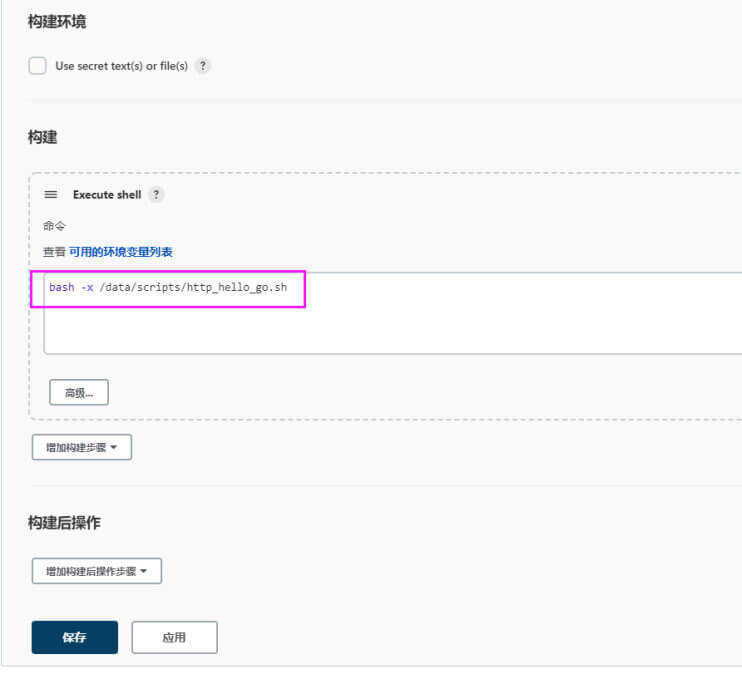 构建环境
Use secret text(s) or file(s) ?
构建
Execute shell ?
命令
查看 可用的环境变量列表
bash -x /data/scripts/http_hello_go.sh
高级...
增加构建步骤
构建后操作
增加构建后操作步骤
保存 应用